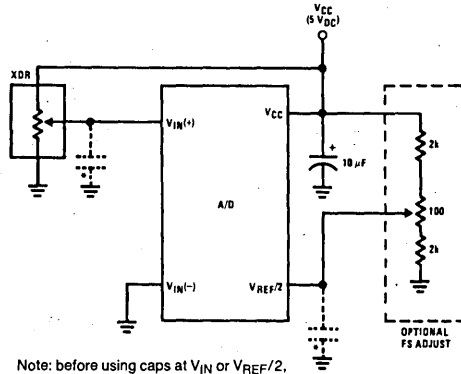 VCC
(5 VDC)
XDR
VIN(+)
VCC
2k
+
10 µF
A/D
100
2k
VIN(−)
VREF/2
*
*
OPTIONAL
FS ADJUST
Note: before using caps at VIN or VREF/2,